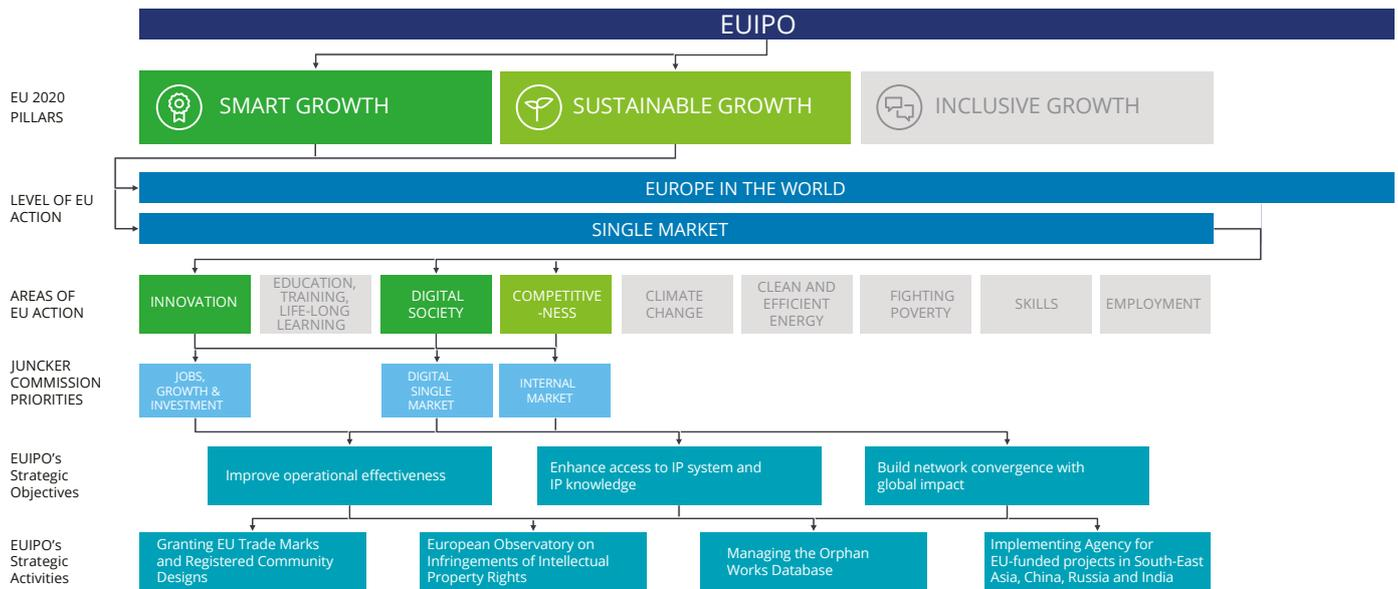 EUIPO
EU 2020
PILLARS
SMART GROWTH
SUSTAINABLE GROWTH
INCLUSIVE GROWTH
LEVEL OF EU
ACTION
EUROPE IN THE WORLD
SINGLE MARKET
AREAS OF
EU ACTION
INNOVATION
EDUCATION,
TRAINING,
LIFE-LONG
LEARNING
DIGITAL
SOCIETY
COMPETITIVE
-NESS
CLIMATE
CHANGE
CLEAN AND
EFFICIENT
ENERGY
FIGHTING
POVERTY
SKILLS
EMPLOYMENT
JUNCKER
COMMISSION
PRIORITIES
JOBS,
GROWTH &
INVESTMENT
DIGITAL
SINGLE
MARKET
INTERNAL
MARKET
EUIPO's
Strategic
Objectives
Improve operational effectiveness
Enhance access to IP system and
IP knowledge
Build network convergence with
global impact
EUIPO's
Strategic
Activities
Granting EU Trade Marks
and Registered Community
Designs
European Observatory on
Infringements of Intellectual
Property Rights
Managing the Orphan
Works Database
Implementing Agency for
EU-funded projects in South-East
Asia, China, Russia and India